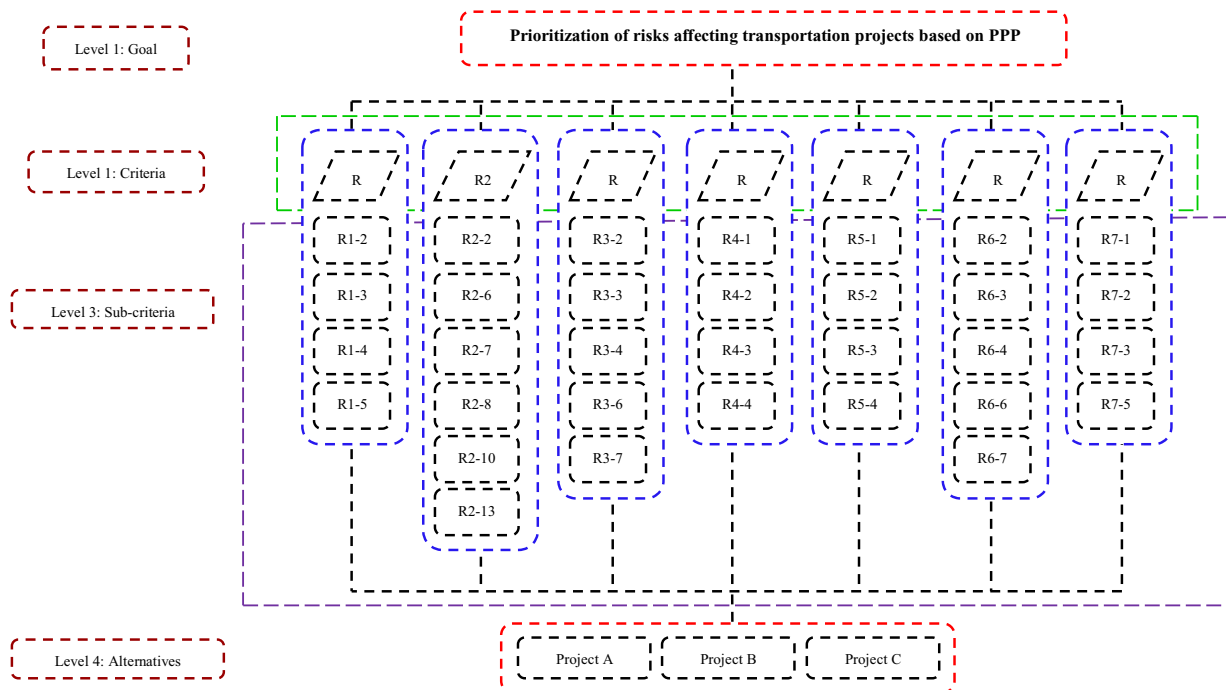 Level 1: Goal
Prioritization of risks affecting transportation projects based on PPP
Level 1: Criteria
R R2 R R R R R
R1-2 R2-2 R3-2 R4-1 R5-1 R6-2 R7-1
Level 3: Sub-criteria
R1-3 R2-6 R3-3 R4-2 R5-2 R6-3 R7-2
R1-4 R2-7 R3-4 R4-3 R5-3 R6-4 R7-3
R1-5 R2-8 R3-6 R4-4 R5-4 R6-6 R7-5
R2-10 R3-7 R6-7
R2-13
Level 4: Alternatives
Project A Project B Project C